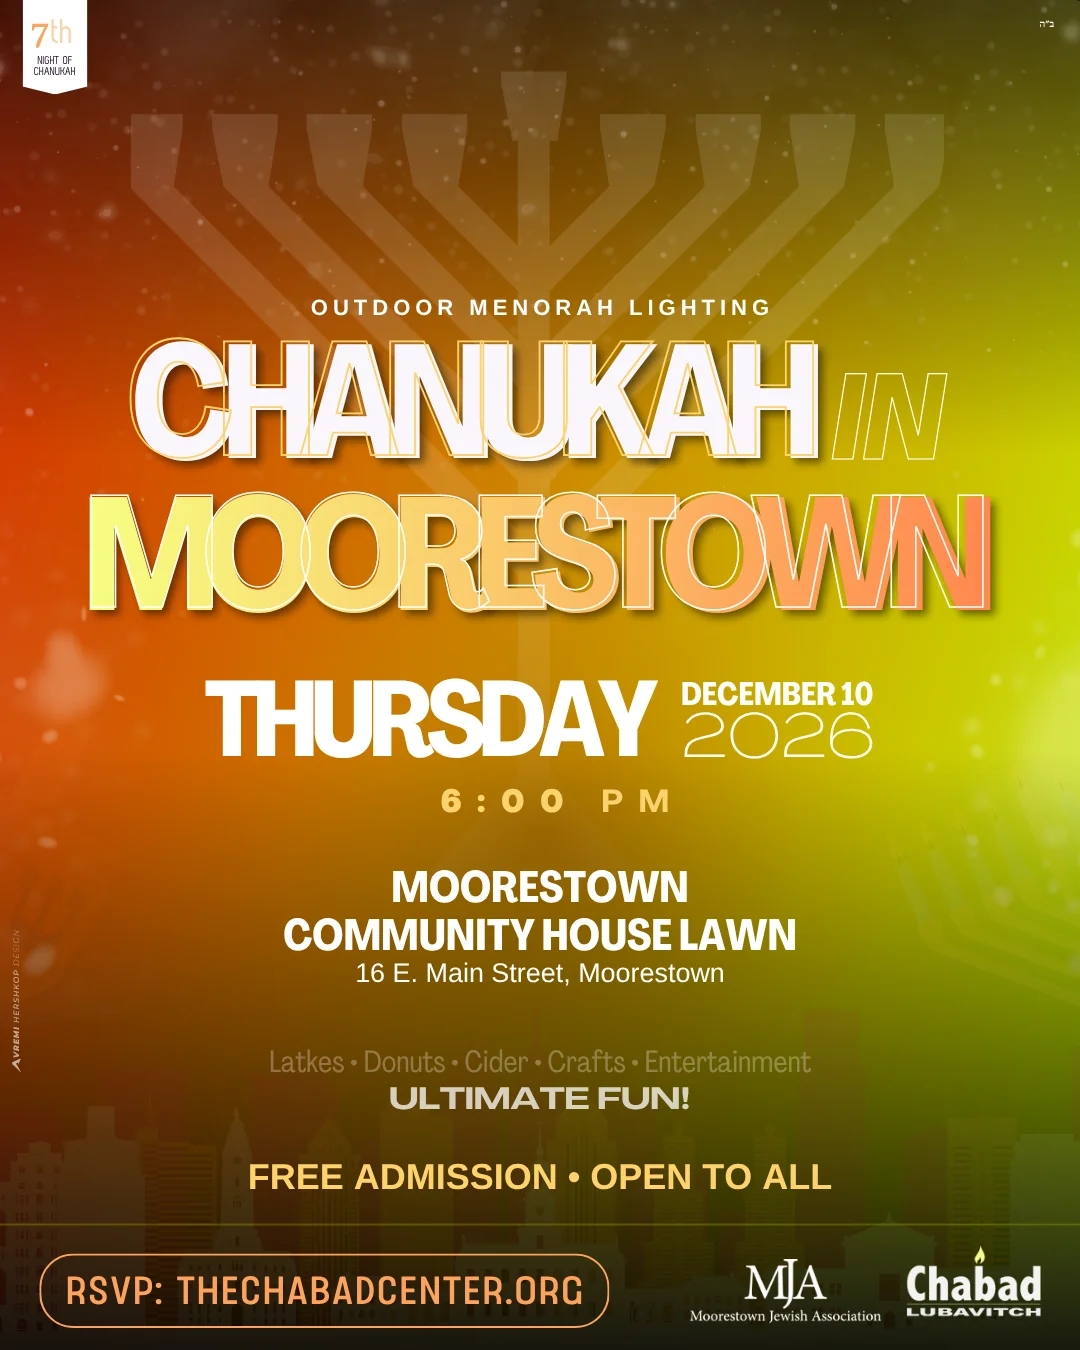 7th
NIGHT OF
CHANUKAH
ב"ה
OUTDOOR MENORAH LIGHTING
CHANUKAH IN
MOORESTOWN
THURSDAY
DECEMBER 10
2026
6:00 PM
MOORESTOWN
COMMUNITY HOUSE LAWN
16 E. Main Street, Moorestown
AVREMI HERSHKOP DESIGN
Latkes • Donuts • Cider • Crafts • Entertainment
ULTIMATE FUN!
FREE ADMISSION • OPEN TO ALL
RSVP: THECHABADCENTER.ORG
MJA
Moorestown Jewish Association
Chabad
LUBAVITCH